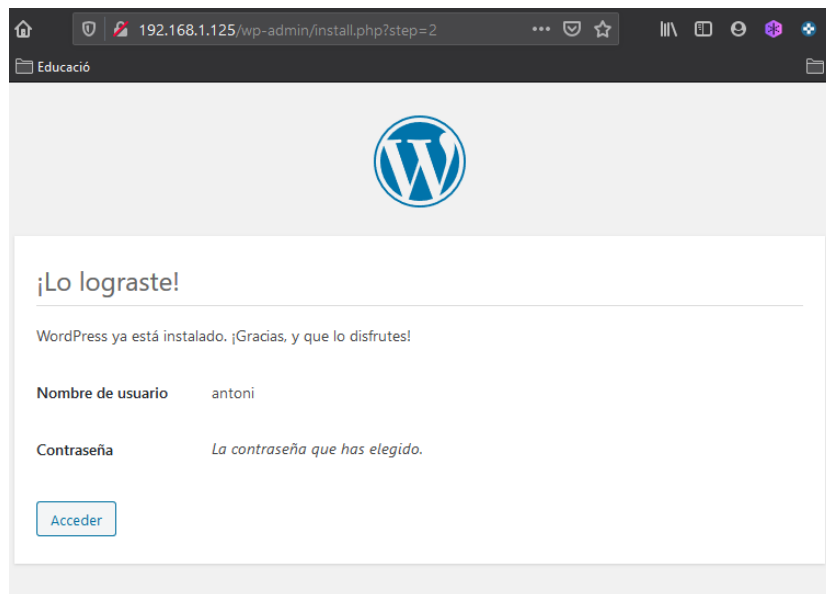 192.168.1.125/wp-admin/install.php?step=2
Educació
¡Lo lograste!
WordPress ya está instalado. ¡Gracias, y que lo disfrutes!
Nombre de usuario antoni
Contraseña La contraseña que has elegido.
Acceder